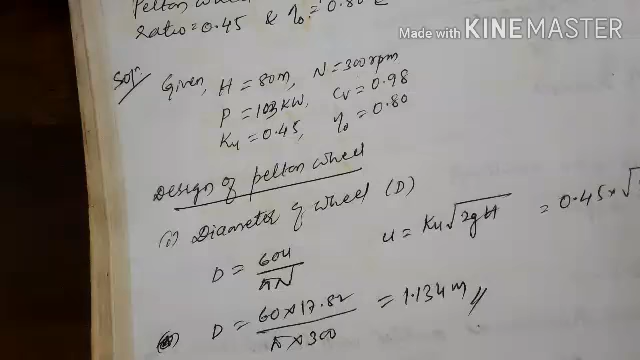 Pelton whee
ratio = 0.45 & η₀ = 0.80
Made with KINEMASTER
Solⁿ Given, H = 80m, N = 300rpm
P = 103kW, Cv = 0.98
Ku = 0.45, η₀ = 0.80
Design of pelton wheel
(i) Diameter of wheel (D)
D = 60u/πN u = Ku√2gH = 0.45×√
D = 60×17.82/π×300 = 1.134m //